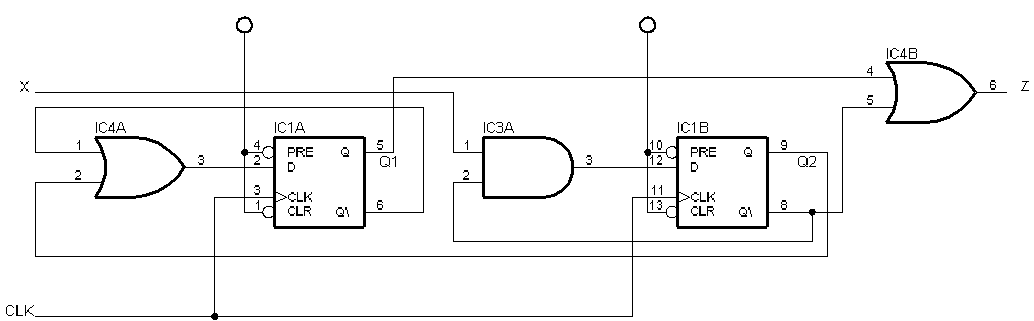 IC4B
4
6
Z
5
X
IC4A
1
3
2
IC1A
4
PRE
Q
5
Q1
2
D
3
CLK
1
CLR
Q\
6
IC3A
1
3
2
IC1B
10
PRE
Q
9
Q2
12
D
11
CLK
13
CLR
Q\
8
CLK